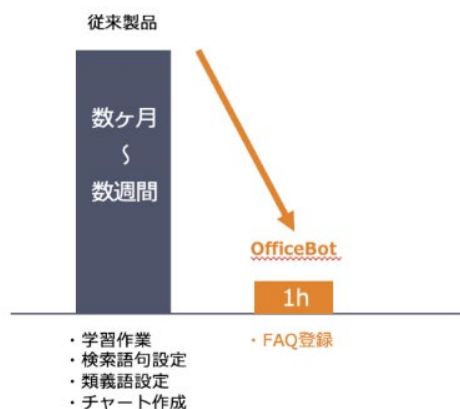 従来製品
数ヶ月
〜
数週間
OfficeBot
1h
・学習作業
・検索語句設定
・類義語設定
・チャート作成
・FAQ登録